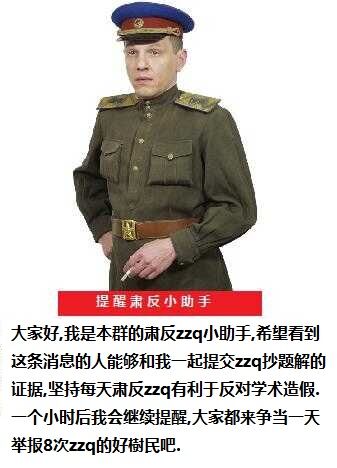 提醒肃反小助手
大家好,我是本群的肃反zzq小助手,希望看到
这条消息的人能够和我一起提交zzq抄题解的
证据,坚持每天肃反zzq有利于反对学术造假.
一个小时后我会继续提醒,大家都来争当一天
举报8次zzq的好樹民吧.